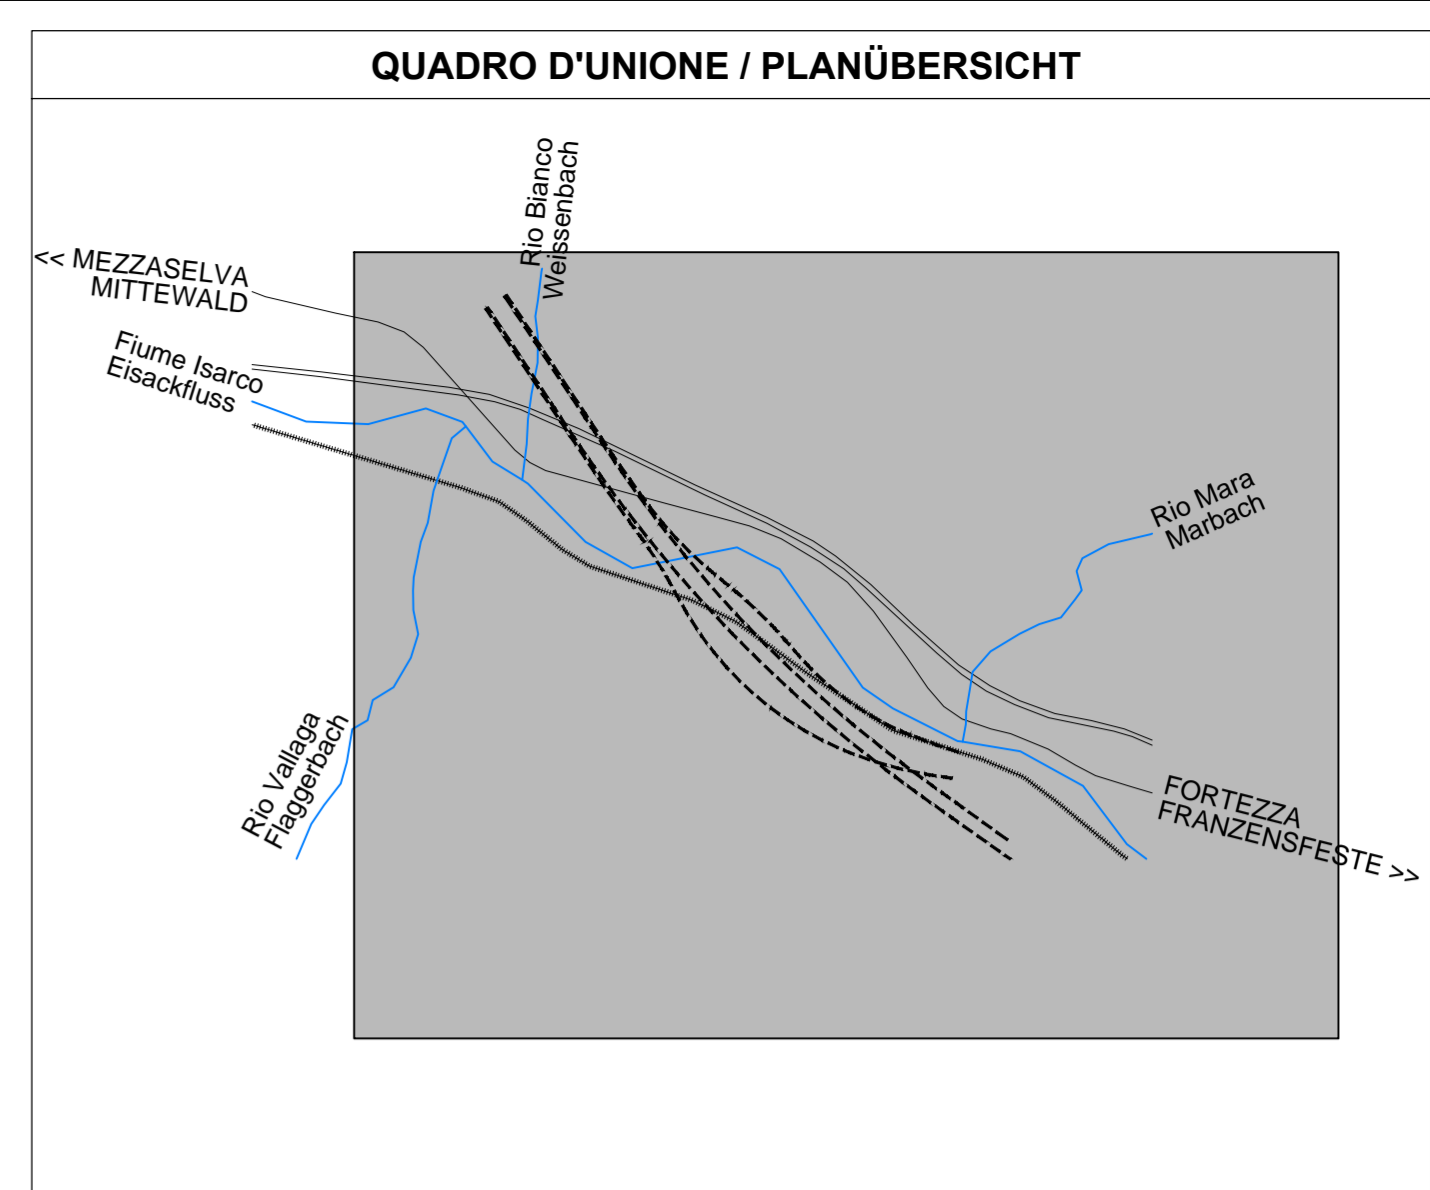 QUADRO D'UNIONE / PLANÜBERSICHT
Rio Bianco
Weissenbach
<< MEZZASELVA
MITTEWALD
Fiume Isarco
Eisackfluss
Rio Mara
Marbach
Rio Vallaga
Flaggerbach
FORTEZZA
FRANZENSFESTE >>